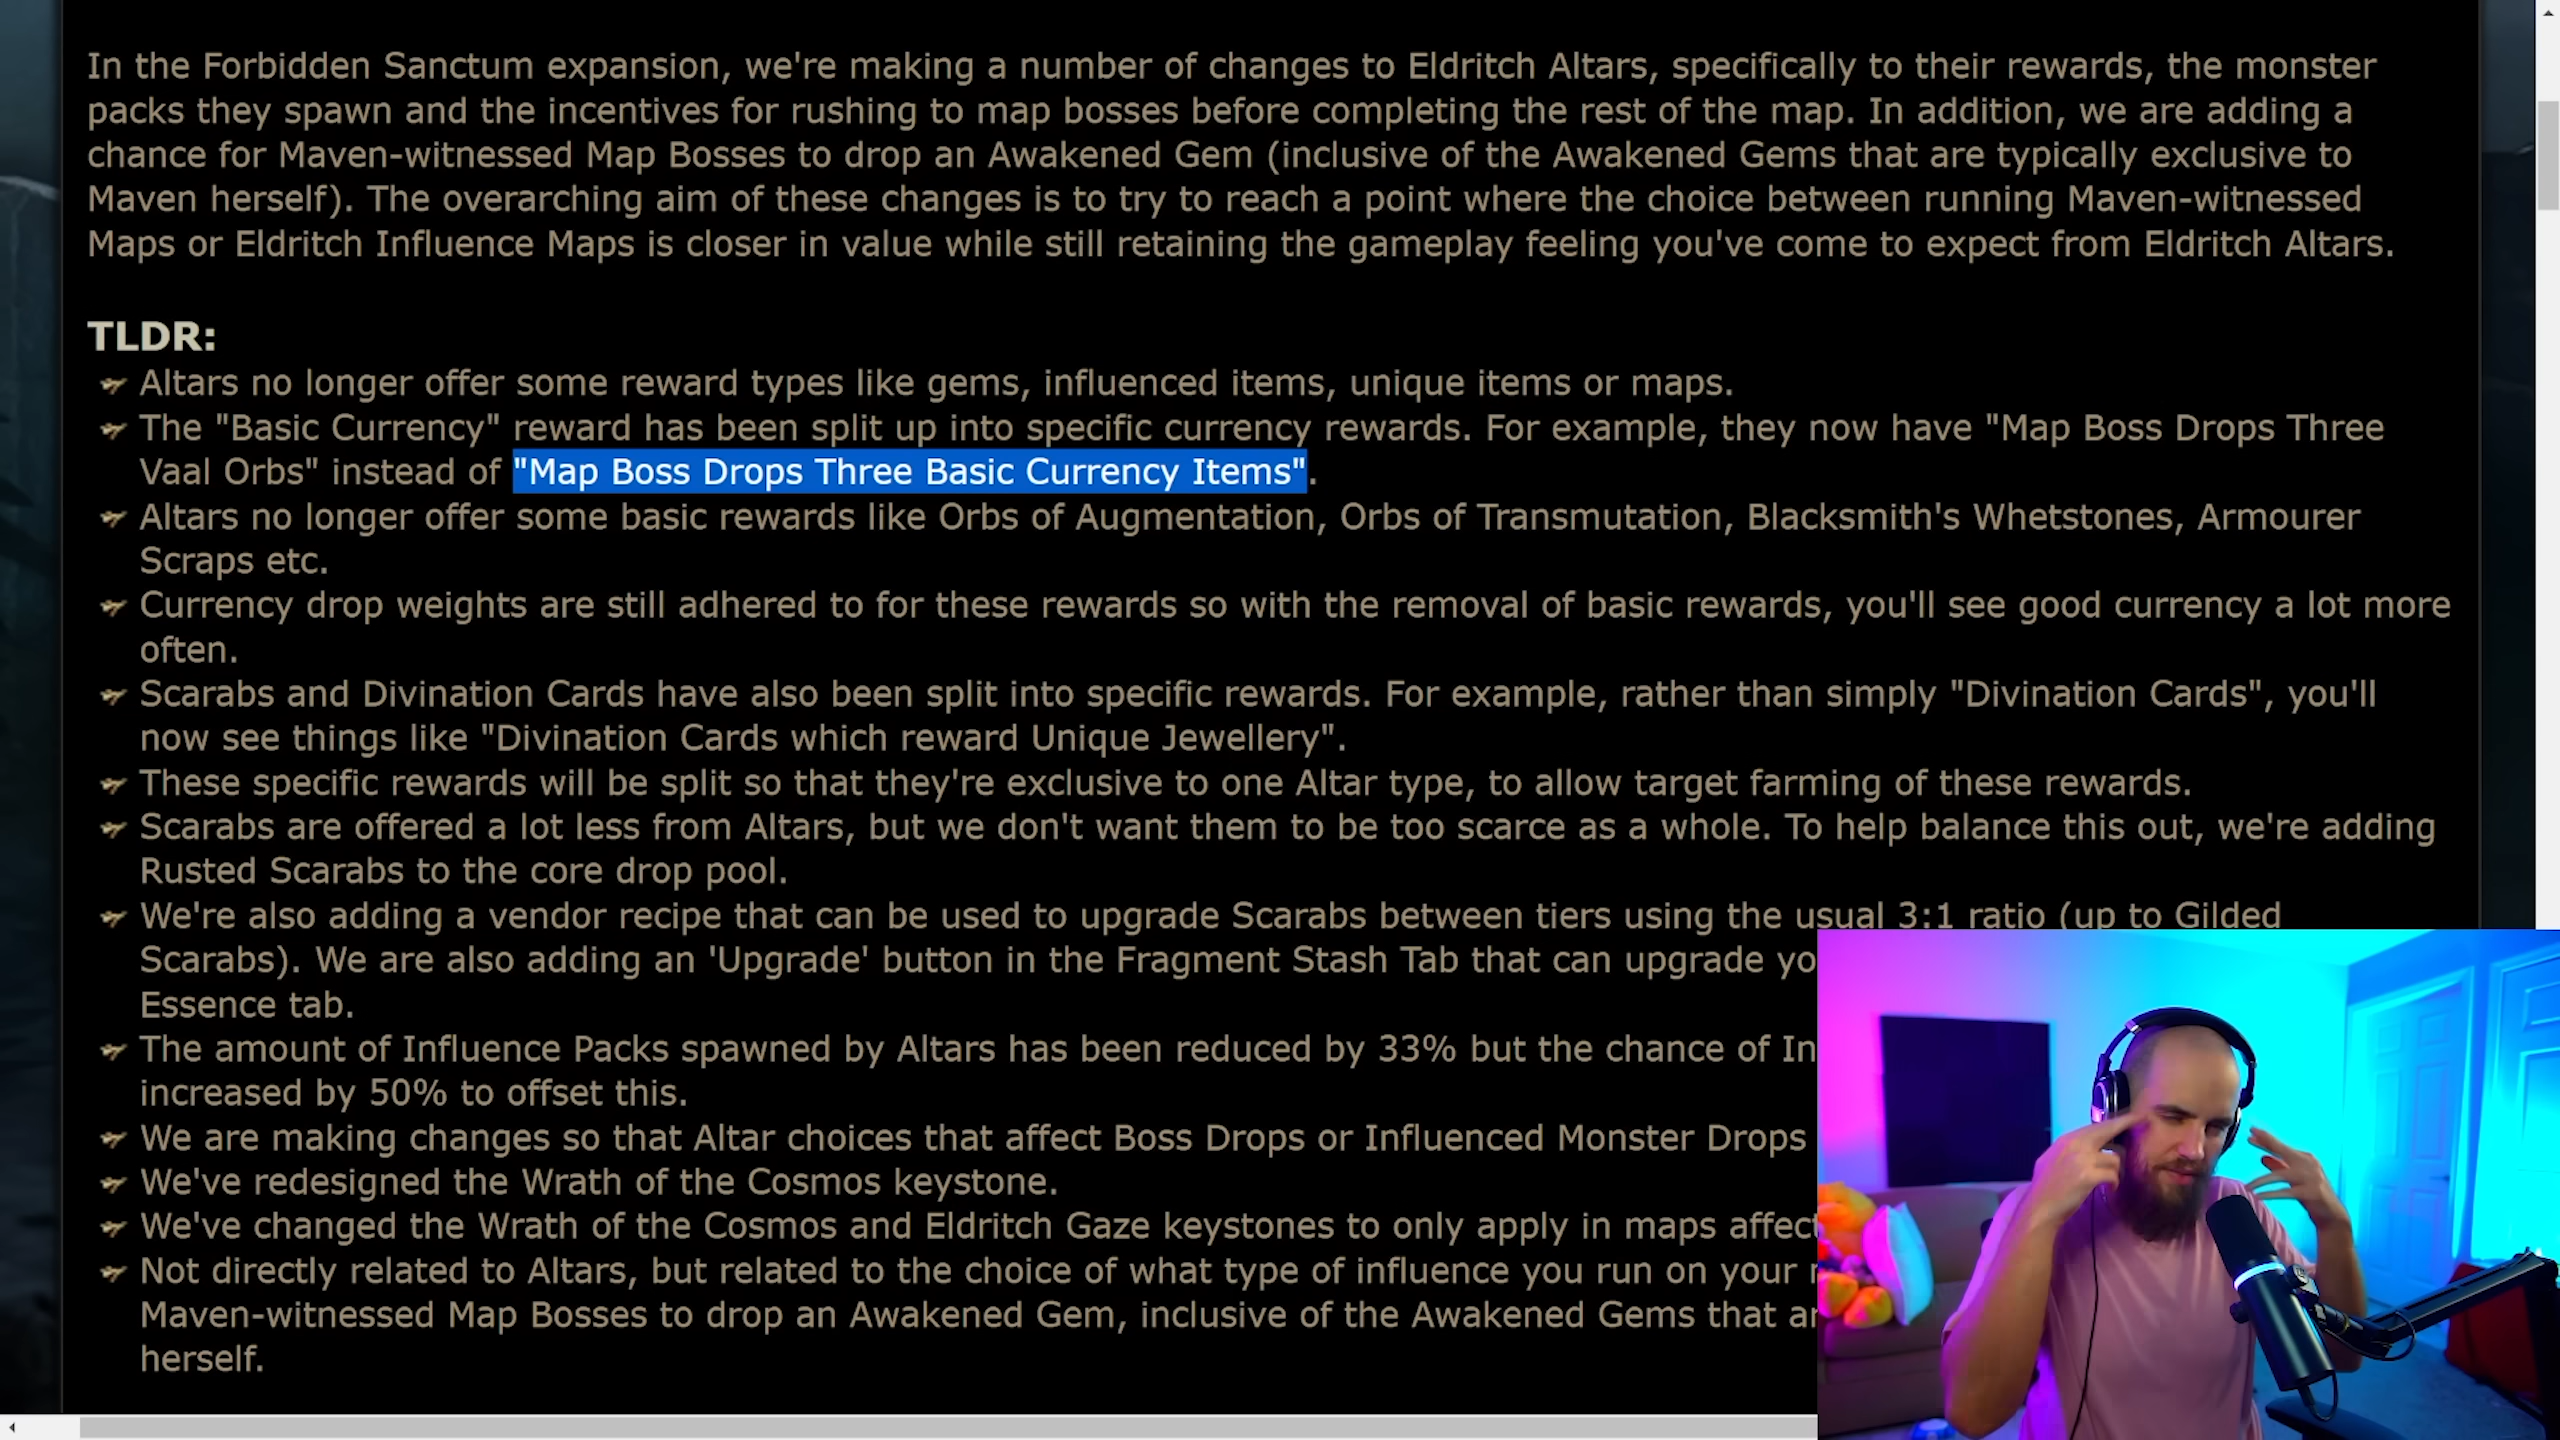 In the Forbidden Sanctum expansion, we're making a number of changes to Eldritch Altars, specifically to their rewards, the monster
packs they spawn and the incentives for rushing to map bosses before completing the rest of the map. In addition, we are adding a
chance for Maven-witnessed Map Bosses to drop an Awakened Gem (inclusive of the Awakened Gems that are typically exclusive to
Maven herself). The overarching aim of these changes is to try to reach a point where the choice between running Maven-witnessed
Maps or Eldritch Influence Maps is closer in value while still retaining the gameplay feeling you've come to expect from Eldritch Altars.
TLDR:
Altars no longer offer some reward types like gems, influenced items, unique items or maps.
The "Basic Currency" reward has been split up into specific currency rewards. For example, they now have "Map Boss Drops Three
Vaal Orbs" instead of "Map Boss Drops Three Basic Currency Items".
Altars no longer offer some basic rewards like Orbs of Augmentation, Orbs of Transmutation, Blacksmith's Whetstones, Armourer
Scraps etc.
Currency drop weights are still adhered to for these rewards so with the removal of basic rewards, you'll see good currency a lot more
often.
Scarabs and Divination Cards have also been split into specific rewards. For example, rather than simply "Divination Cards", you'll
now see things like "Divination Cards which reward Unique Jewellery".
These specific rewards will be split so that they're exclusive to one Altar type, to allow target farming of these rewards.
Scarabs are offered a lot less from Altars, but we don't want them to be too scarce as a whole. To help balance this out, we're adding
Rusted Scarabs to the core drop pool.
We're also adding a vendor recipe that can be used to upgrade Scarabs between tiers using the usual 3:1 ratio (up to Gilded
Scarabs). We are also adding an 'Upgrade' button in the Fragment Stash Tab that can upgrade yo
Essence tab.
The amount of Influence Packs spawned by Altars has been reduced by 33% but the chance of In
increased by 50% to offset this.
We are making changes so that Altar choices that affect Boss Drops or Influenced Monster Drops
We've redesigned the Wrath of the Cosmos keystone.
We've changed the Wrath of the Cosmos and Eldritch Gaze keystones to only apply in maps affec
Not directly related to Altars, but related to the choice of what type of influence you run on your
Maven-witnessed Map Bosses to drop an Awakened Gem, inclusive of the Awakened Gems that ar
herself.